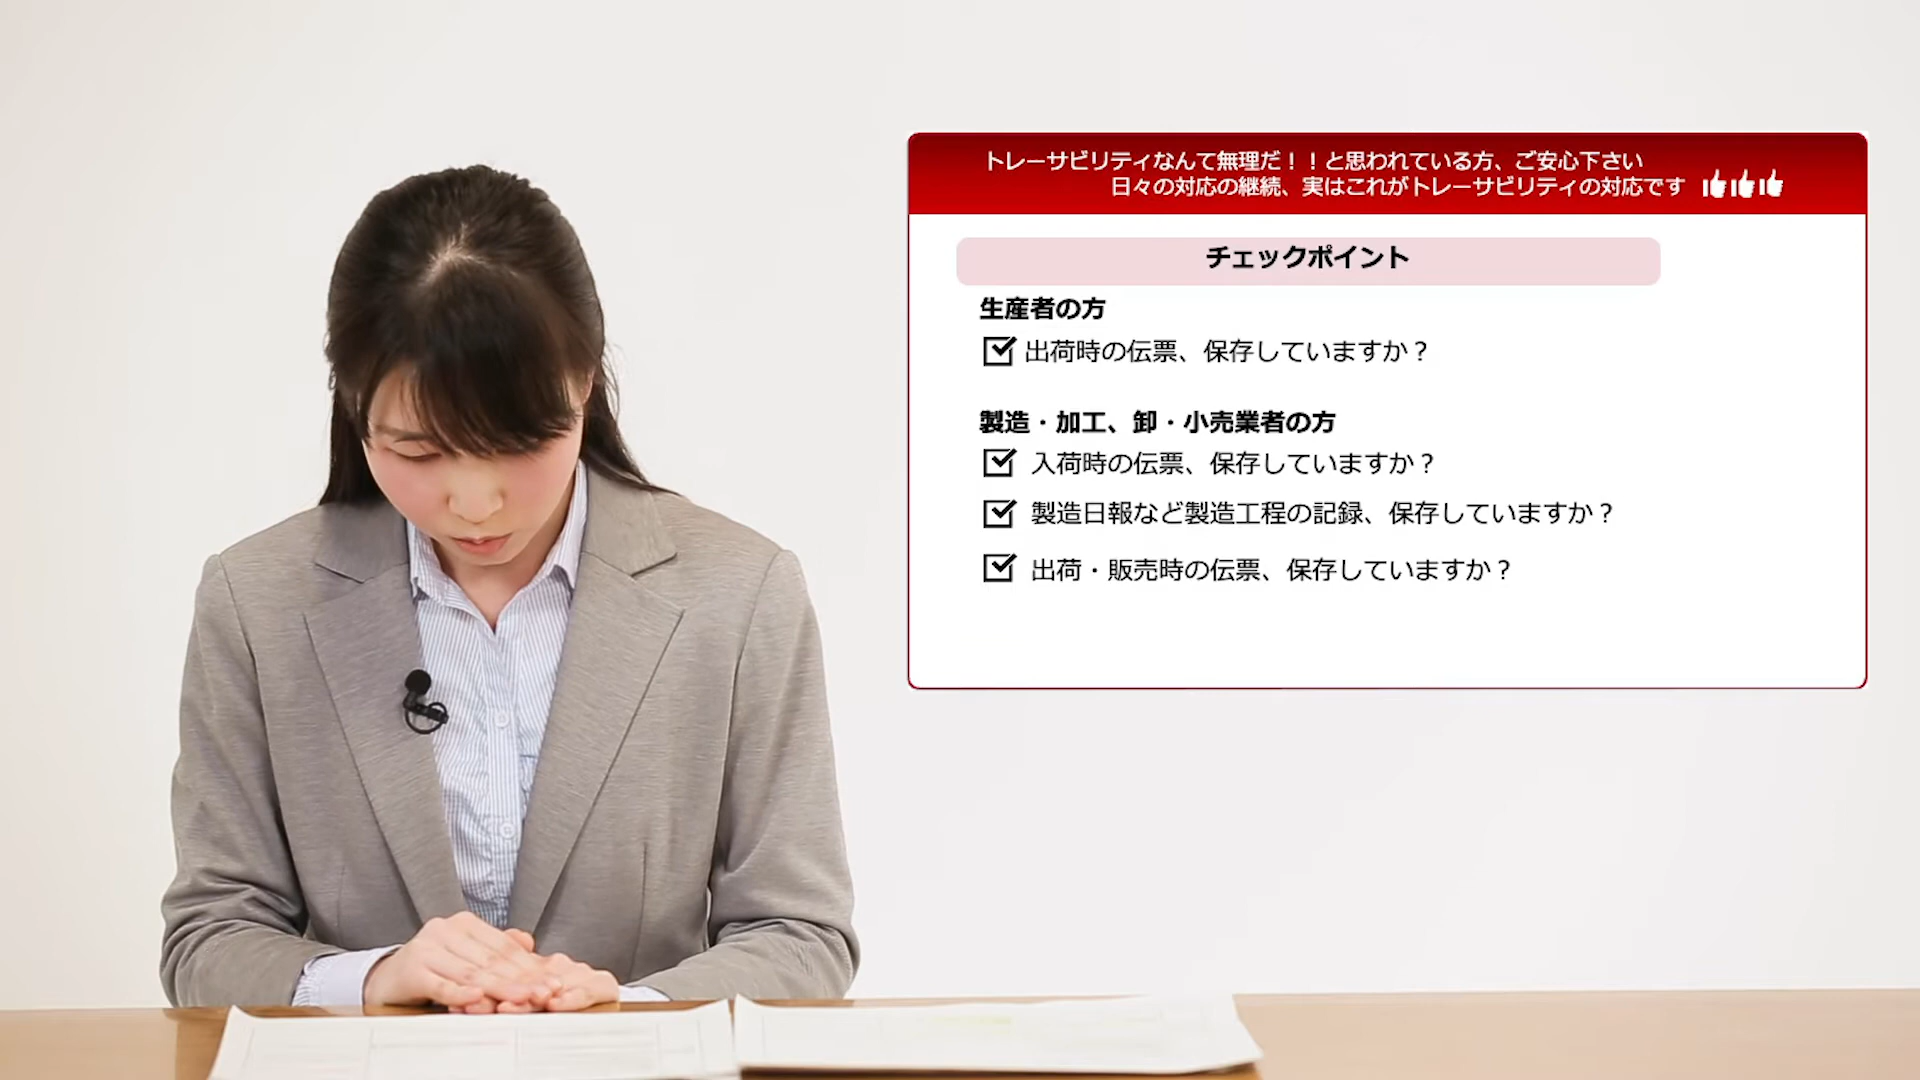 トレーサビリティなんて無理だ！！と思われている方、ご安心下さい
日々の対応の継続、実はこれがトレーサビリティの対応です
チェックポイント
生産者の方
出荷時の伝票、保存していますか？
製造・加工、卸・小売業者の方
入荷時の伝票、保存していますか？
製造日報など製造工程の記録、保存していますか？
出荷・販売時の伝票、保存していますか？